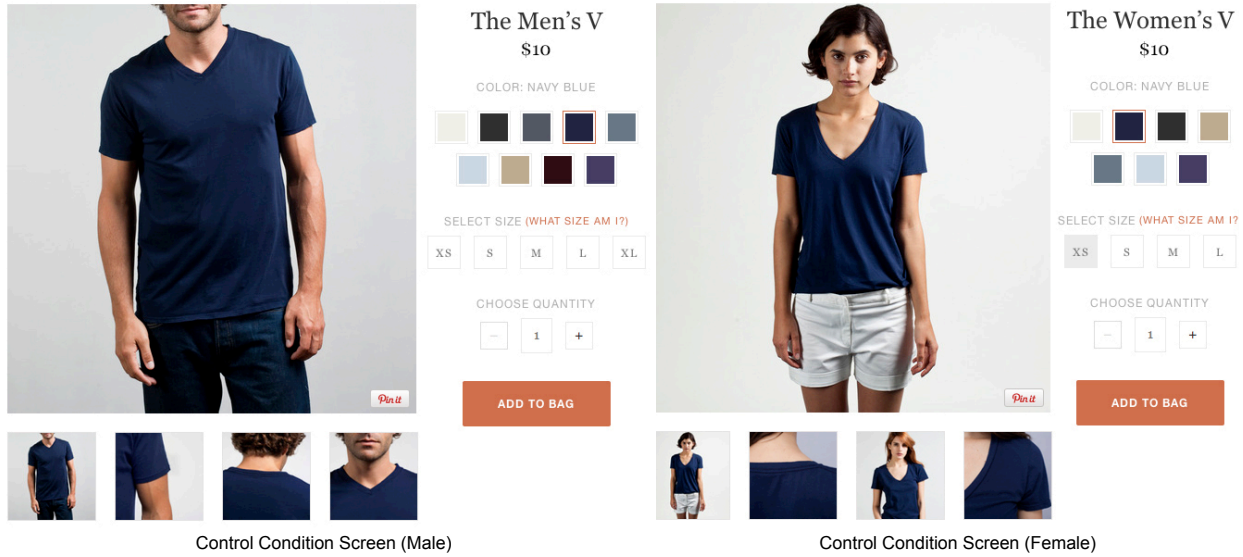 The Men's V
$10
COLOR: NAVY BLUE
SELECT SIZE (WHAT SIZE AM I?)
XS S M L XL
CHOOSE QUANTITY
– 1 +
ADD TO BAG
Pin it
Control Condition Screen (Male)
The Women's V
$10
COLOR: NAVY BLUE
SELECT SIZE (WHAT SIZE AM I?
XS S M L
CHOOSE QUANTITY
– 1 +
ADD TO BAG
Pin it
Control Condition Screen (Female)